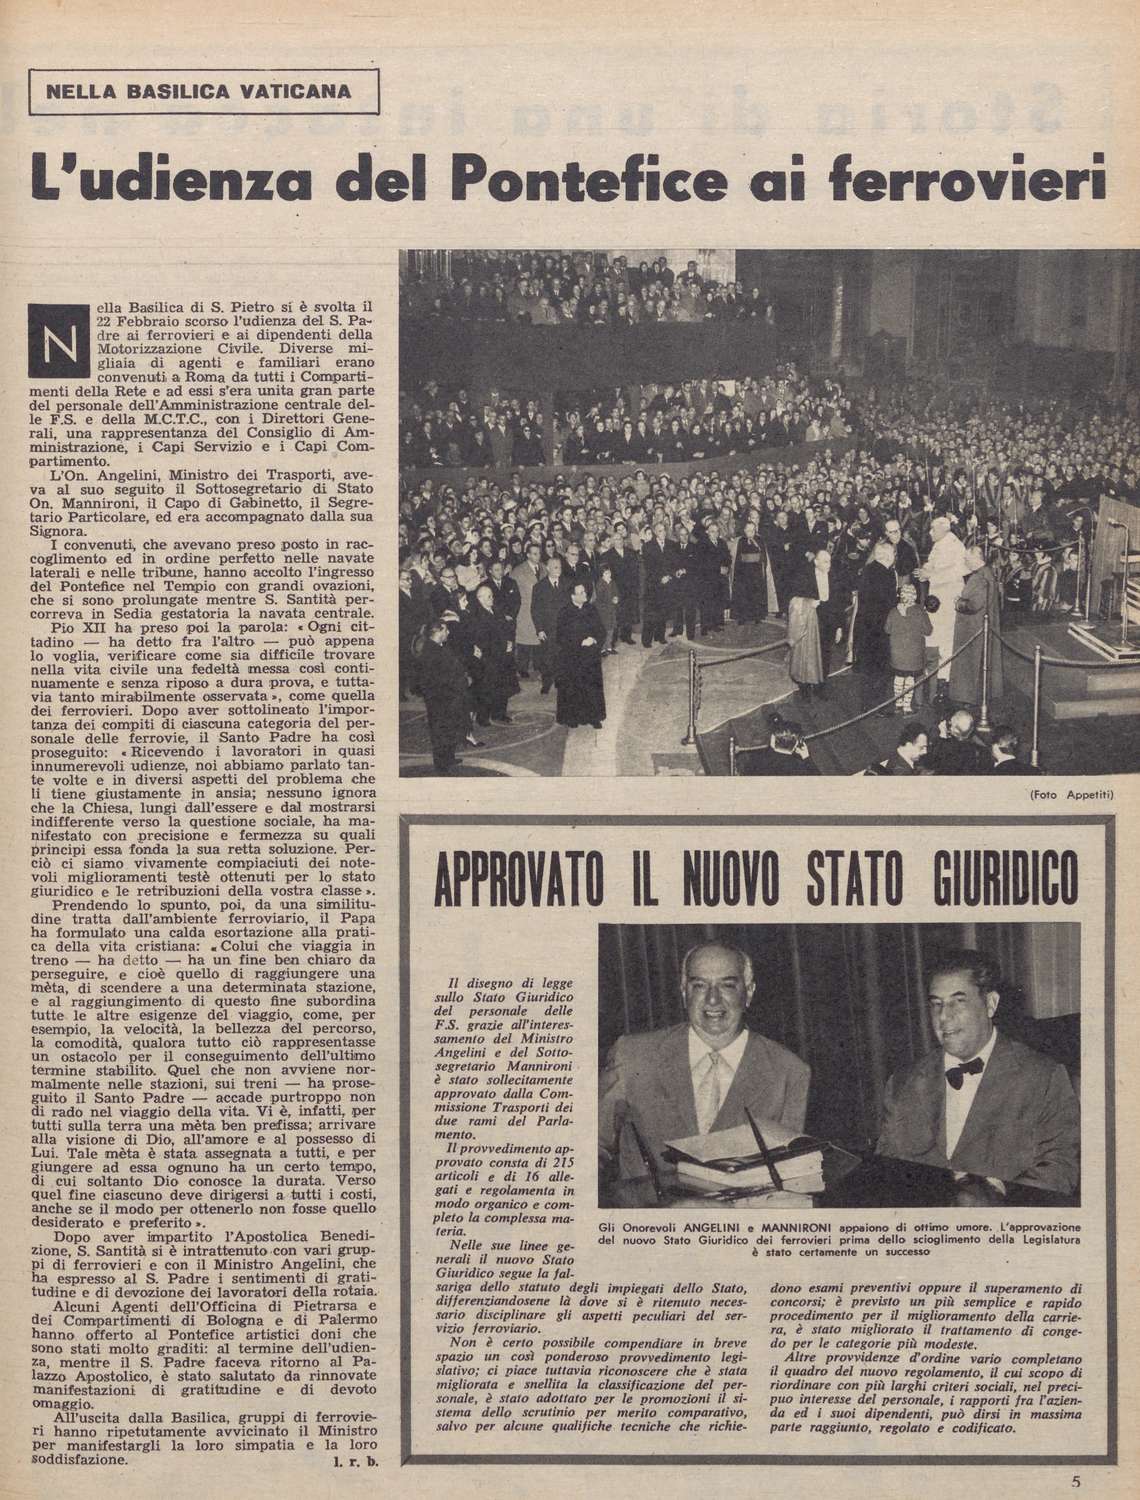 NELLA BASILICA VATICANA
L'udienza del Pontefice ai ferrovieri
Nella Basilica di S. Pietro si è svolta il
22 Febbraio scorso l'udienza del S. Pa-
dre ai ferrovieri e ai dipendenti della
Motorizzazione Civile. Diverse mi-
gliaia di agenti e familiari erano
convenuti a Roma da tutti i Comparti-
menti della Rete e ad essi s'era unita gran parte
del personale dell'Amministrazione centrale del-
le F.S. e della M.C.T.C., con i Direttori Gene-
rali, una rappresentanza del Consiglio di Am-
ministrazione, i Capi Servizio e i Capi Com-
partimento.
L'On. Angelini, Ministro dei Trasporti, ave-
va al suo seguito il Sottosegretario di Stato
On. Mannironi, il Capo di Gabinetto, il Segre-
tario Particolare, ed era accompagnato dalla sua
Signora.
I convenuti, che avevano preso posto in rac-
coglimento ed in ordine perfetto nelle navate
laterali e nelle tribune, hanno accolto l'ingresso
del Pontefice nel Tempio con grandi ovazioni,
che si sono prolungate mentre S. Santità per-
correva in Sedia gestatoria la navata centrale.
Pio XII ha preso poi la parola: « Ogni cit-
tadino — ha detto fra l'altro — può appena
lo voglia, verificare come sia difficile trovare
nella vita civile una fedeltà messa così conti-
nuamente e senza riposo a dura prova, e tutta-
via tanto mirabilmente osservata », come quella
dei ferrovieri. Dopo aver sottolineato l'impor-
tanza dei compiti di ciascuna categoria del per-
sonale delle ferrovie, il Santo Padre ha così
proseguito: « Ricevendo i lavoratori in quasi
innumerevoli udienze, noi abbiamo parlato tan-
te volte e in diversi aspetti del problema che
li tiene giustamente in ansia; nessuno ignora
che la Chiesa, lungi dall'essere e dal mostrarsi
indifferente verso la questione sociale, ha ma-
nifestato con precisione e fermezza su quali
principi essa fonda la sua retta soluzione. Per-
ciò ci siamo vivamente compiaciuti dei note-
voli miglioramenti testè ottenuti per lo stato
giuridico e le retribuzioni della vostra classe ».
Prendendo lo spunto, poi, da una similitu-
dine tratta dall'ambiente ferroviario, il Papa
ha formulato una calda esortazione alla prati-
ca della vita cristiana: « Colui che viaggia in
treno — ha detto — ha un fine ben chiaro da
perseguire, e cioè quello di raggiungere una
mèta, di scendere a una determinata stazione,
e al raggiungimento di questo fine subordina
tutte le altre esigenze del viaggio, come, per
esempio, la velocità, la bellezza del percorso,
la comodità, qualora tutto ciò rappresentasse
un ostacolo per il conseguimento dell'ultimo
termine stabilito. Quel che non avviene nor-
malmente nelle stazioni, sui treni — ha prose-
guito il Santo Padre — accade purtroppo non
di rado nel viaggio della vita. Vi è, infatti, per
tutti sulla terra una mèta ben prefissa; arrivare
alla visione di Dio, all'amore e al possesso di
Lui. Tale mèta è stata assegnata a tutti, e per
giungere ad essa ognuno ha un certo tempo,
di cui soltanto Dio conosce la durata. Verso
quel fine ciascuno deve dirigersi a tutti i costi,
anche se il modo per ottenerlo non fosse quello
desiderato e preferito ».
Dopo aver impartito l'Apostolica Benedi-
zione, S. Santità si è intrattenuto con vari grup-
pi di ferrovieri e con il Ministro Angelini, che
ha espresso al S. Padre i sentimenti di grati-
tudine e di devozione dei lavoratori della rotaia.
Alcuni Agenti dell'Officina di Pietrarsa e
dei Compartimenti di Bologna e di Palermo
hanno offerto al Pontefice artistici doni che
sono stati molto graditi: al termine dell'udien-
za, mentre il S. Padre faceva ritorno al Pa-
lazzo Apostolico, è stato salutato da rinnovate
manifestazioni di gratitudine e di devoto
omaggio.
All'uscita dalla Basilica, gruppi di ferrovie-
ri hanno ripetutamente avvicinato il Ministro
per manifestargli la loro simpatia e la loro
soddisfazione. l. r. b.
(Foto Appetiti)
APPROVATO IL NUOVO STATO GIURIDICO
Il disegno di legge
sullo Stato Giuridico
del personale delle
F.S. grazie all'interes-
samento del Ministro
Angelini e del Sotto-
segretario Mannironi
è stato sollecitamente
approvato dalla Com-
missione Trasporti dei
due rami del Parla-
mento.
Il provvedimento ap-
provato consta di 215
articoli e di 16 alle-
gati e regolamenta in
modo organico e com-
pleto la complessa ma-
teria.
Nelle sue linee ge-
nerali il nuovo Stato
Giuridico segue la fal-
sariga dello statuto degli impiegati dello Stato,
differenziandosene là dove si è ritenuto neces-
sario disciplinare gli aspetti peculiari del ser-
vizio ferroviario.
Non è certo possibile compendiare in breve
spazio un così ponderoso provvedimento legi-
slativo; ci piace tuttavia riconoscere che è stata
migliorata e snellita la classificazione del per-
sonale, è stato adottato per le promozioni il si-
stema dello scrutinio per merito comparativo,
salvo per alcune qualifiche tecniche che richie-
Gli Onorevoli ANGELINI e MANNIRONI appaiono di ottimo umore. L'approvazione
del nuovo Stato Giuridico dei ferrovieri prima dello scioglimento della Legislatura
è stato certamente un successo
dono esami preventivi oppure il superamento di
concorsi; è previsto un più semplice e rapido
procedimento per il miglioramento della carrie-
ra, è stato migliorato il trattamento di conge-
do per le categorie più modeste.
Altre provvidenze d'ordine vario completano
il quadro del nuovo regolamento, il cui scopo di
riordinare con più larghi criteri sociali, nel preci-
puo interesse del personale, i rapporti fra l'azien-
da ed i suoi dipendenti, può dirsi in massima
parte raggiunto, regolato e codificato.
5